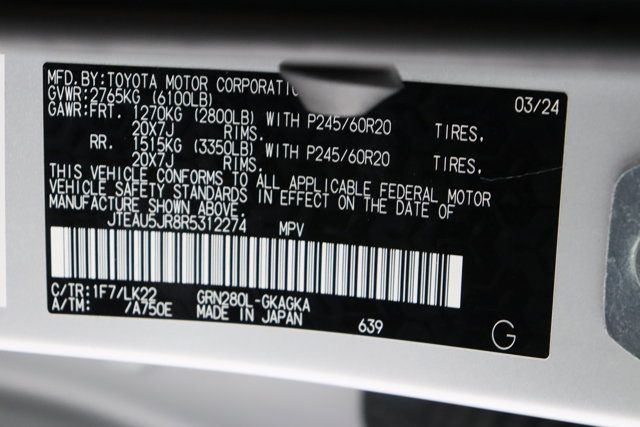 MFD. BY: TOYOTA MOTOR CORPORATION 03/24
GVWR: 2765KG (6100LB)
GAWR: FRT. 1270KG (2800LB) WITH P245/60R20 TIRES,
20X7J RIMS.
RR. 1515KG (3350LB) WITH P245/60R20 TIRES,
20X7J RIMS.
THIS VEHICLE CONFORMS TO ALL APPLICABLE FEDERAL MOTOR
VEHICLE SAFETY STANDARDS IN EFFECT ON THE DATE OF
MANUFACTURE SHOWN ABOVE.
JTEAU5JR8R5312274 MPV
C/TR: 1F7/LK22 GRN280L-GKAGKA
A/TM: /A750E MADE IN JAPAN 639 G